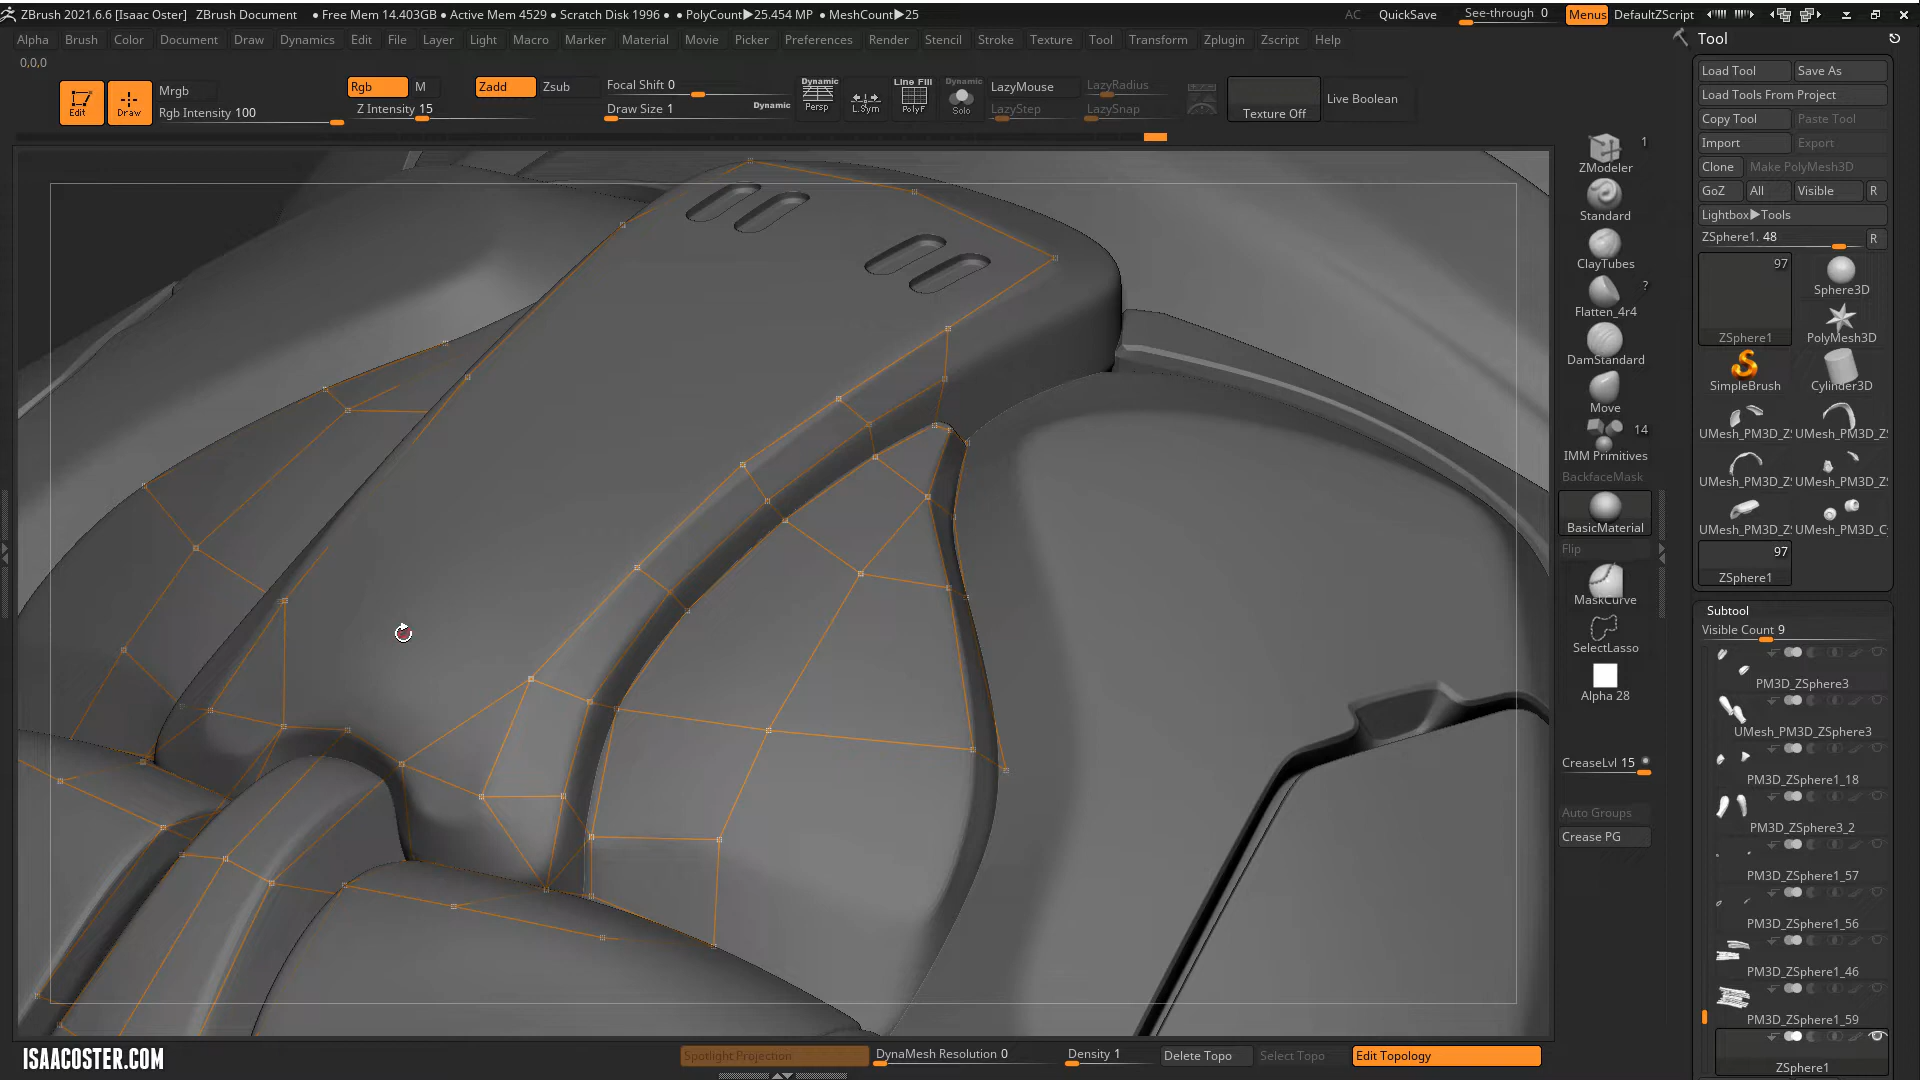 ZBrush 2021.6.6 [Isaac Oster] ZBrush Document • Free Mem 14.403GB • Active Mem 4529 • Scratch Disk 1996 • • PolyCount▶25.454 MP • MeshCount▶25 AC QuickSave See-through 0 Menus DefaultZScript
Alpha Brush Color Document Draw Dynamics Edit File Layer Light Macro Marker Material Movie Picker Preferences Render Stencil Stroke Texture Tool Transform Zplugin Zscript Help
0,0,0
Edit Draw
Mrgb Rgb M Zadd Zsub Focal Shift 0
Rgb Intensity 100 Z Intensity 15 Draw Size 1 Dynamic
Dynamic Persp L.Sym Line Fill PolyF Dynamic Solo
LazyMouse LazyRadius
LazyStep LazySnap
Texture Off Live Boolean
1
ZModeler
Standard
ClayTubes
?
Flatten_4r4
DamStandard
Move
14
IMM Primitives
BackfaceMask
BasicMaterial
Flip
MaskCurve
SelectLasso
Alpha 28
CreaseLvl 15
Auto Groups
Crease PG
Tool
Load Tool Save As
Load Tools From Project
Copy Tool Paste Tool
Import Export
Clone Make PolyMesh3D
GoZ All Visible R
Lightbox▶Tools
ZSphere1. 48 R
97
Sphere3D
ZSphere1 PolyMesh3D
SimpleBrush Cylinder3D
UMesh_PM3D_Z UMesh_PM3D_Z
UMesh_PM3D_Z UMesh_PM3D_Z
UMesh_PM3D_Z UMesh_PM3D_C
97
ZSphere1
Subtool
Visible Count 9
PM3D_ZSphere3
UMesh_PM3D_ZSphere3
PM3D_ZSphere1_18
PM3D_ZSphere3_2
PM3D_ZSphere1_57
PM3D_ZSphere1_56
PM3D_ZSphere1_46
PM3D_ZSphere1_59
ZSphere1
ISAACOSTER.COM
Spotlight Projection DynaMesh Resolution 0 Density 1 Delete Topo Select Topo Edit Topology